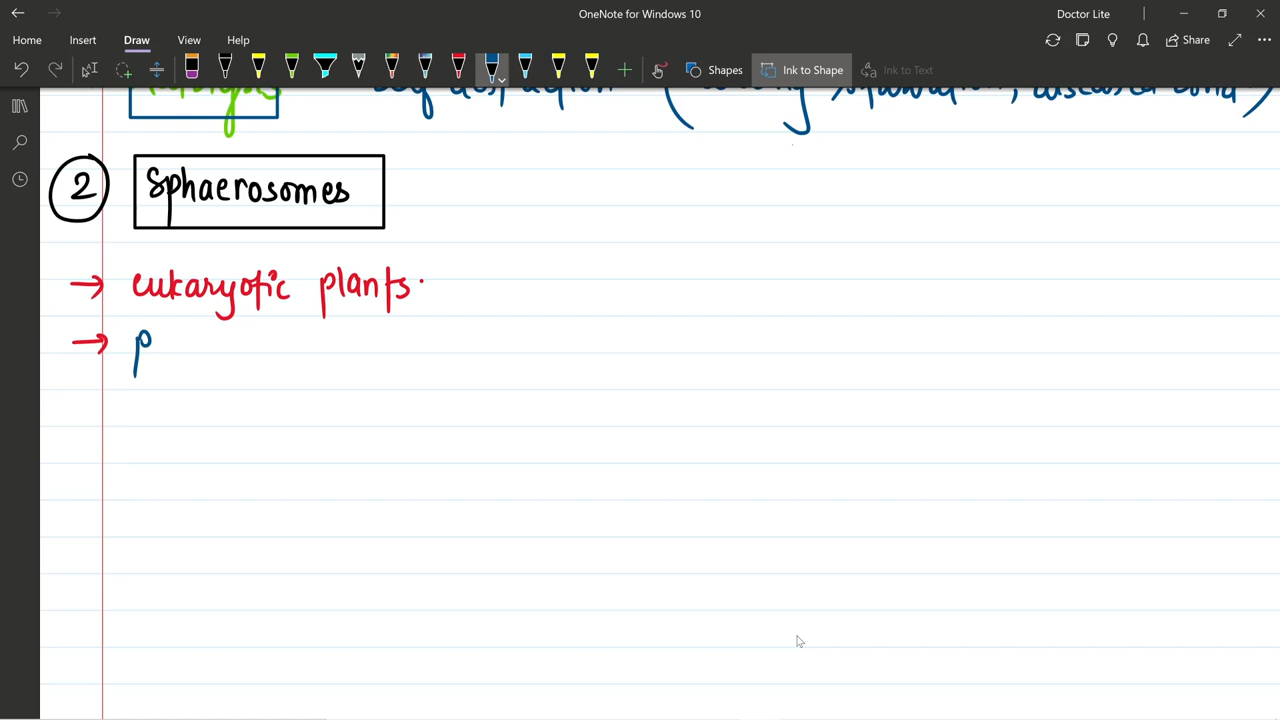 OneNote for Windows 10
Doctor Lite
Home Insert Draw View Help
Share
Shapes
Ink to Shape
Ink to Text
2 Sphaerosomes
→ eukaryotic plants.
→ p